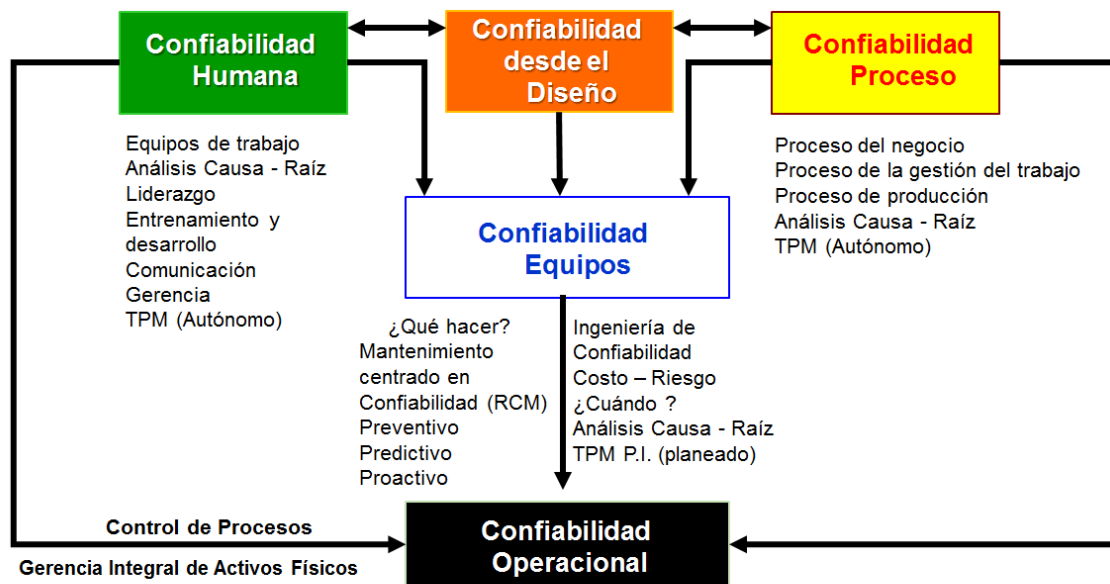 Confiabilidad
Humana
Confiabilidad
desde el
Diseño
Confiabilidad
Proceso
Equipos de trabajo
Análisis Causa - Raíz
Liderazgo
Entrenamiento y
desarrollo
Comunicación
Gerencia
TPM (Autónomo)
Confiabilidad
Equipos
Proceso del negocio
Proceso de la gestión del trabajo
Proceso de producción
Análisis Causa - Raíz
TPM (Autónomo)
¿Qué hacer?
Mantenimiento
centrado en
Confiabilidad (RCM)
Preventivo
Predictivo
Proactivo
Ingeniería de
Confiabilidad
Costo – Riesgo
¿Cuándo ?
Análisis Causa - Raíz
TPM P.I. (planeado)
Control de Procesos
Gerencia Integral de Activos Físicos
Confiabilidad
Operacional